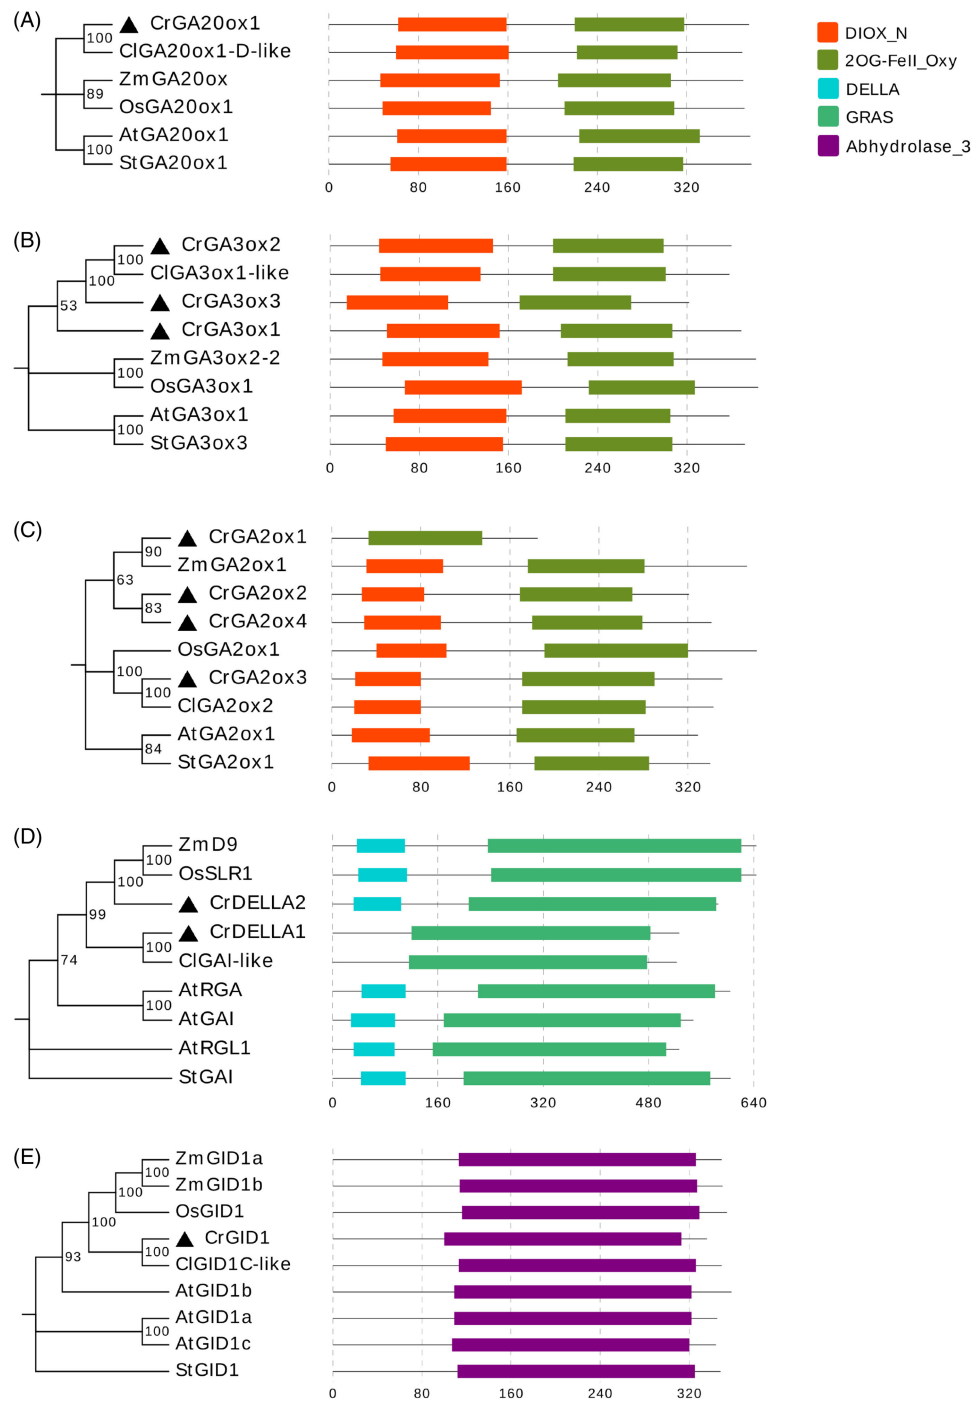 (A)
CrGA20ox1
ClGA20ox1-D-like
ZmGA20ox
OsGA20ox1
AtGA20ox1
StGA20ox1
100
89
100
0 80 160 240 320
DIOX_N
2OG-FeII_Oxy
DELLA
GRAS
Abhydrolase_3
(B)
CrGA3ox2
ClGA3ox1-like
CrGA3ox3
CrGA3ox1
ZmGA3ox2-2
OsGA3ox1
AtGA3ox1
StGA3ox3
100
100
53
100
100
0 80 160 240 320
(C)
CrGA2ox1
ZmGA2ox1
CrGA2ox2
CrGA2ox4
OsGA2ox1
CrGA2ox3
ClGA2ox2
AtGA2ox1
StGA2ox1
90
63
83
100
100
84
0 80 160 240 320
(D)
ZmD9
OsSLR1
CrDELLA2
CrDELLA1
ClGAI-like
AtRGA
AtGAI
AtRGL1
StGAI
100
100
99
100
74
100
0 160 320 480 640
(E)
ZmGID1a
ZmGID1b
OsGID1
CrGID1
ClGID1C-like
AtGID1b
AtGID1a
AtGID1c
StGID1
100
100
100
100
93
100
0 80 160 240 320